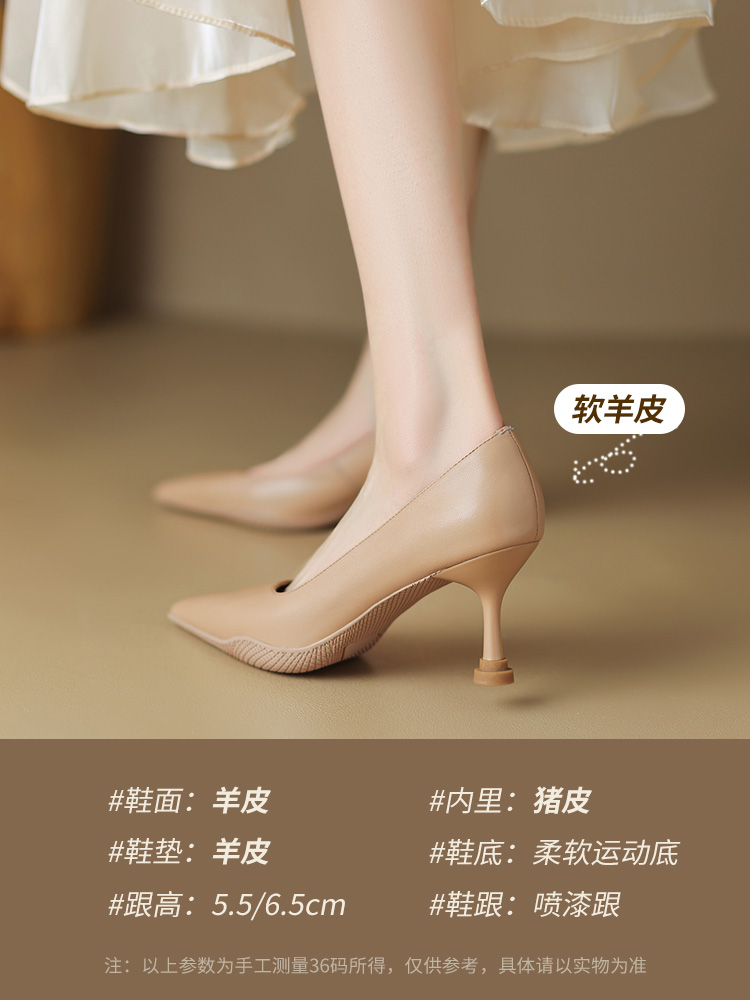 软羊皮
#鞋面：羊皮
#内里：猪皮
#鞋垫：羊皮
#鞋底：柔软运动底
#跟高：5.5/6.5cm
#鞋跟：喷漆跟
注：以上参数为手工测量36码所得，仅供参考，具体请以实物为准